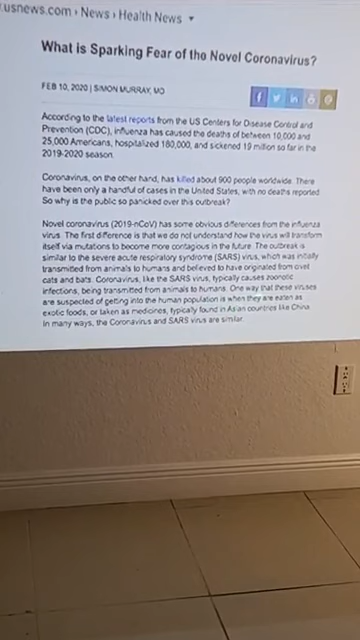 .usnews.com › News › Health News
What is Sparking Fear of the Novel Coronavirus?
FEB 10, 2020 | SIMON MURRAY, MD
According to the latest reports from the US Centers for Disease Control and
Prevention (CDC), influenza has caused the deaths of between 10,000 and
25,000 Americans, hospitalized 180,000, and sickened 19 million so far in the
2019-2020 season.
Coronavirus, on the other hand, has killed about 900 people worldwide. There
have been only a handful of cases in the United States, with no deaths reported
So why is the public so panicked over this outbreak?
Novel coronavirus (2019-nCoV) has some obvious differences from the influenza
virus. The first difference is that we do not understand how the virus will transform
itself via mutations to become more contagious in the future. The outbreak is
similar to the severe acute respiratory syndrome (SARS) virus, which was initially
transmitted from animals to humans and believed to have originated from civet
cats and bats. Coronavirus, like the SARS virus, typically causes zoonotic
infections, being transmitted from animals to humans. One way that these viruses
are suspected of getting into the human population is when they are eaten as
exotic foods, or taken as medicines, typically found in Asian countries like China
In many ways, the Coronavirus and SARS virus are similar.